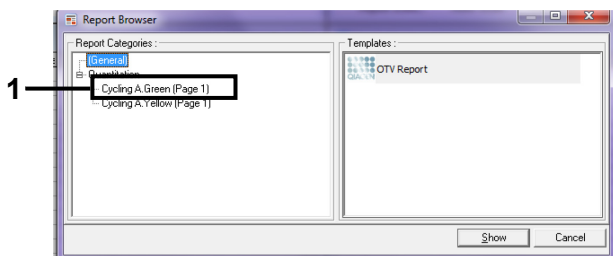 Report Browser
Report Categories :
(General)
Quantitation
Cycling A.Green (Page 1)
Cycling A.Yellow (Page 1)
1
Templates :
QIAGEN
OTV Report
Show
Cancel